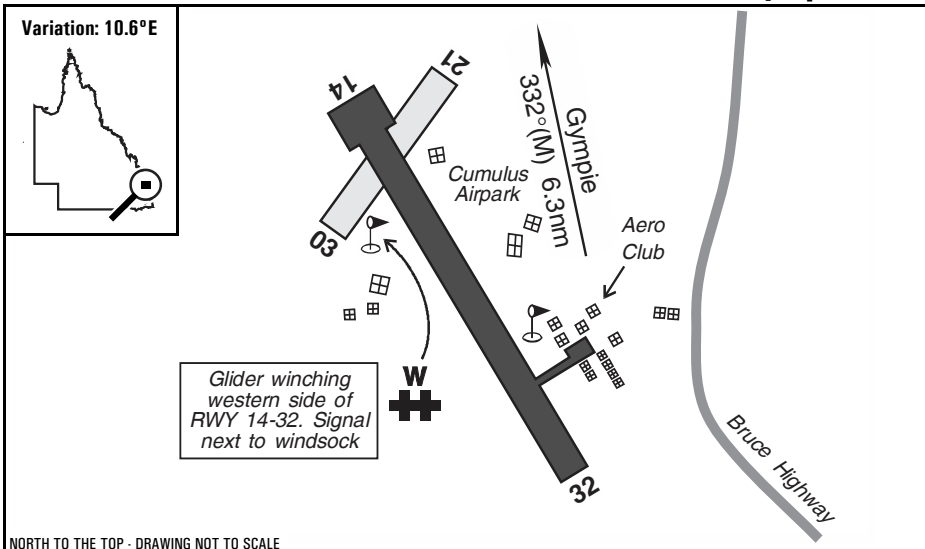 Variation: 10.6°E
14
21
03
32
Gympie
332°(M) 6.3nm
Cumulus
Airpark
Aero
Club
Glider winching
western side of
RWY 14-32. Signal
next to windsock
W
Bruce Highway
NORTH TO THE TOP - DRAWING NOT TO SCALE